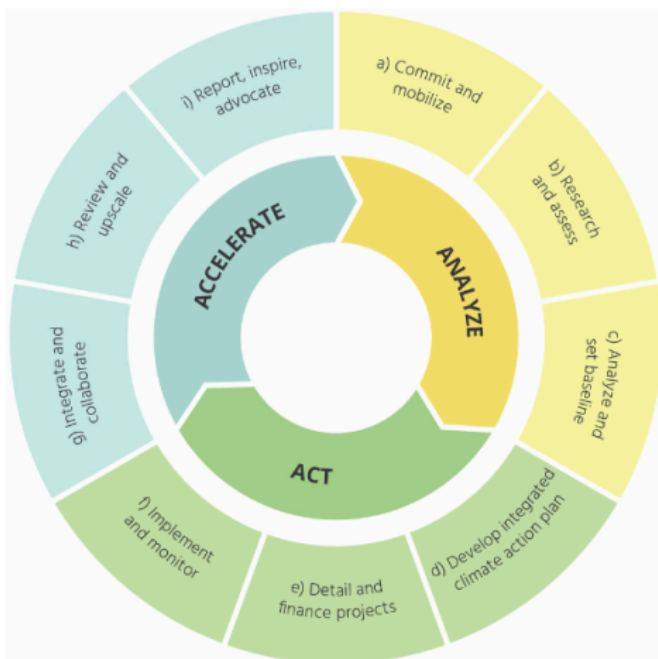 a) Commit and
mobilize
b) Research
and assess
c) Analyze and
set baseline
d) Develop integrated
climate action plan
e) Detail and
finance projects
f) Implement
and monitor
g) Integrate and
collaborate
h) Review and
upscale
i) Report, inspire,
advocate
ANALYZE
ACT
ACCELERATE